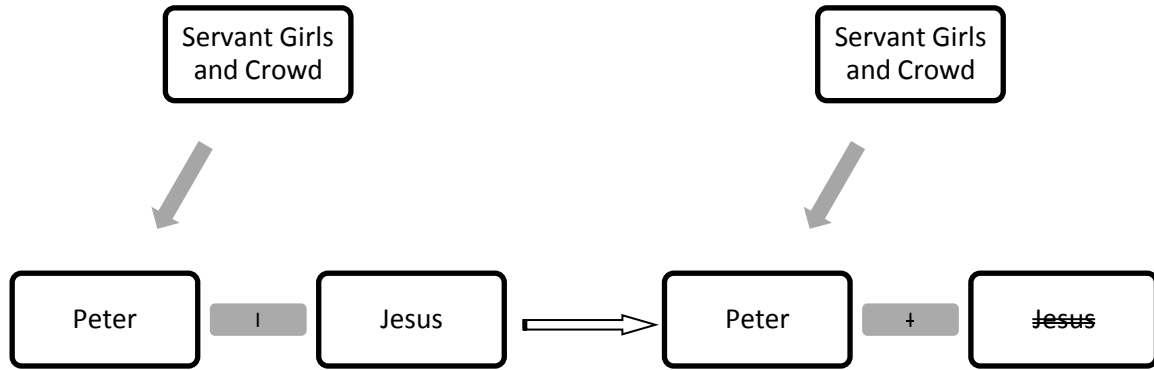 Servant Girls
and Crowd
Servant Girls
and Crowd
Peter
I
Jesus
Peter
I
Jesus